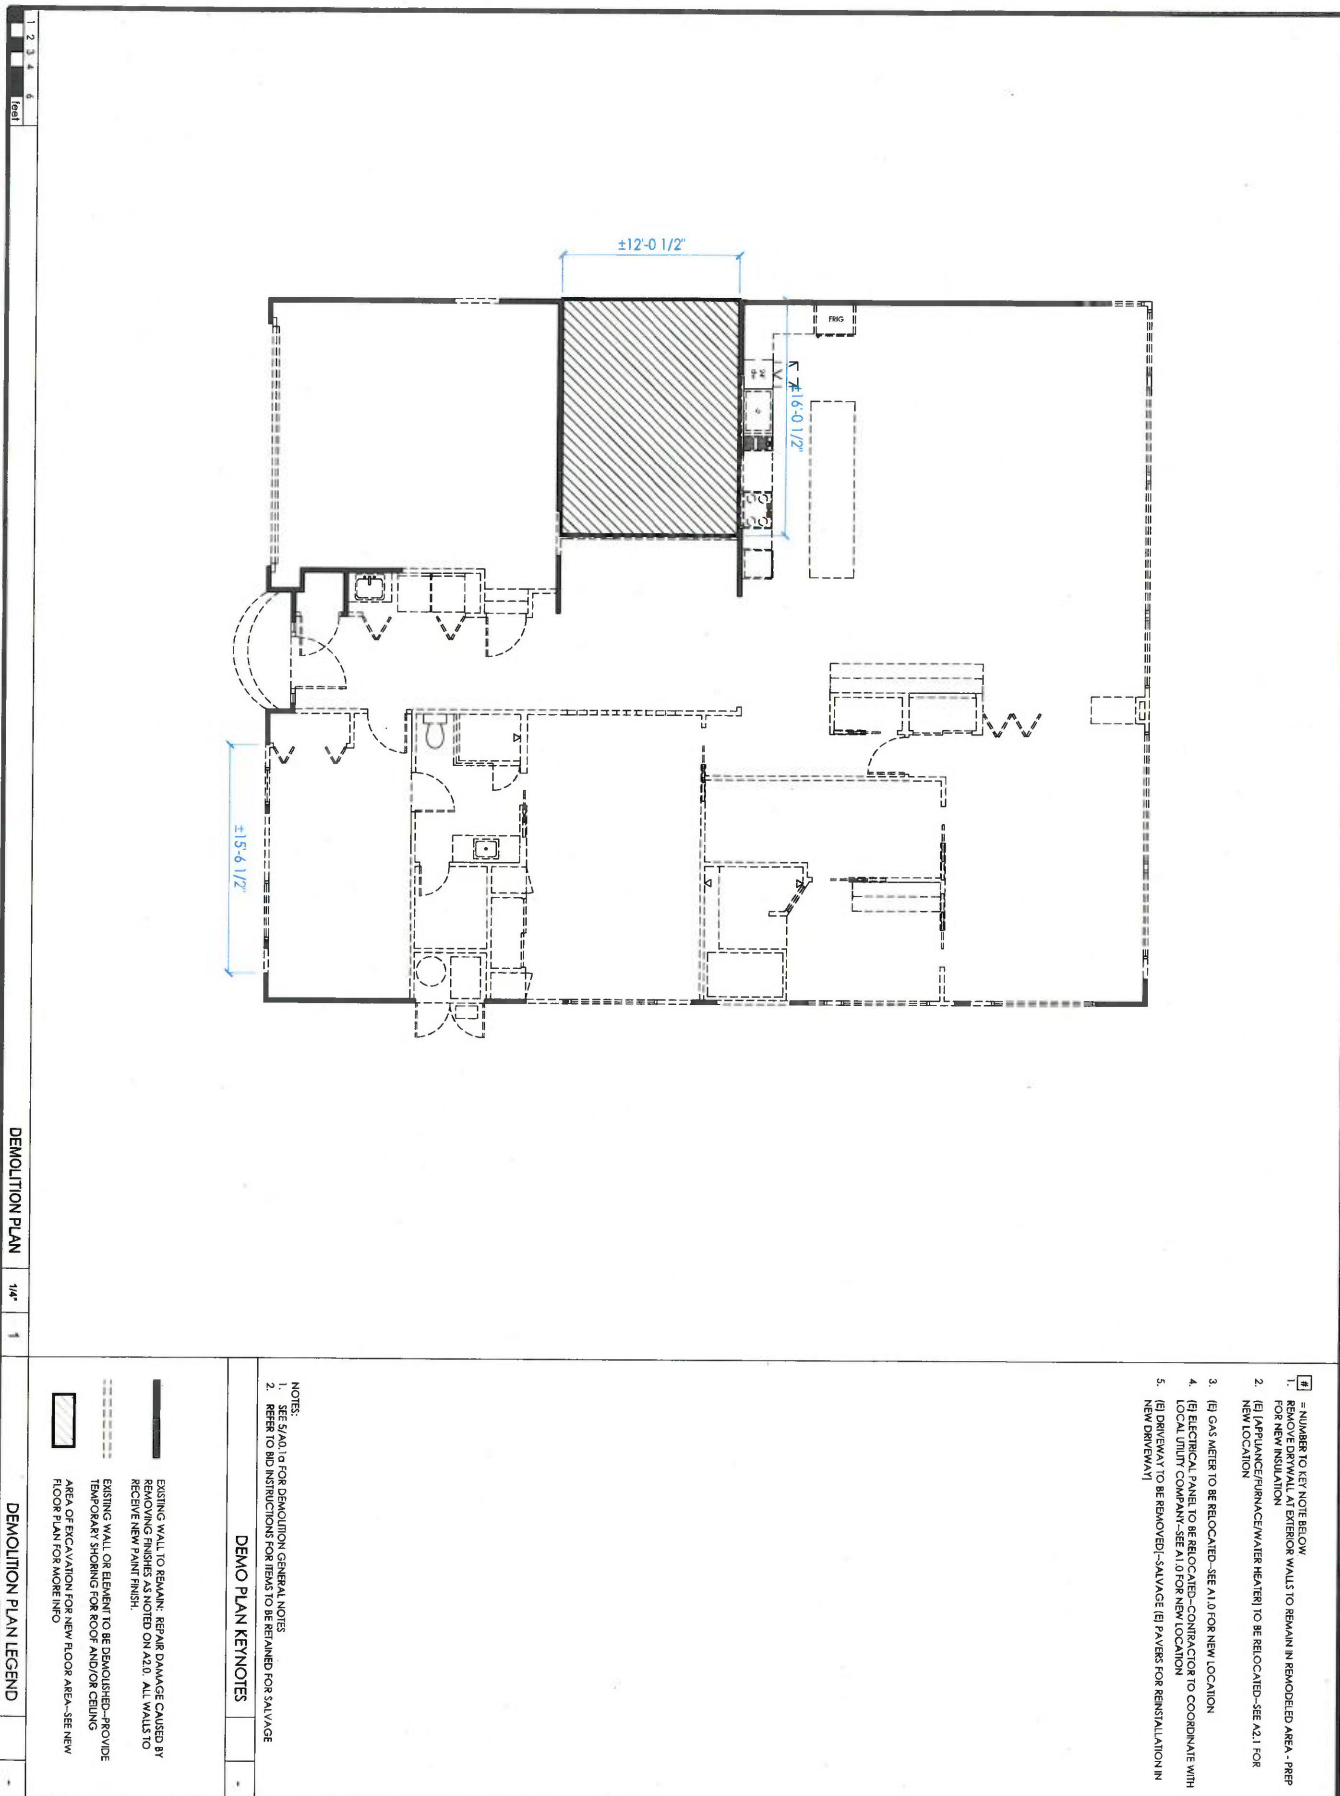 1 2 3 4 6
feet
±12'-0 1/2"
FRIG
24"
dw
±16'-0 1/2"
±15'-6 1/2"
DEMOLITION PLAN
1/4"
1
# = NUMBER TO KEY NOTE BELOW
1. REMOVE DRYWALL AT EXTERIOR WALLS TO REMAIN IN REMODELED AREA - PREP
FOR NEW INSULATION
2. (E) [APPLIANCE/FURNACE/WATER HEATER] TO BE RELOCATED--SEE A2.1 FOR
NEW LOCATION
3. (E) GAS METER TO BE RELOCATED--SEE A1.0 FOR NEW LOCATION
4. (E) ELECTRICAL PANEL TO BE RELOCATED--CONTRACTOR TO COORDINATE WITH
LOCAL UTILITY COMPANY--SEE A1.0 FOR NEW LOCATION
5. (E) DRIVEWAY TO BE REMOVED[--SALVAGE (E) PAVERS FOR REINSTALLATION IN
NEW DRIVEWAY]
NOTES:
1. SEE 5/A0.1a FOR DEMOLITION GENERAL NOTES
2. REFER TO BID INSTRUCTIONS FOR ITEMS TO BE RETAINED FOR SALVAGE
DEMO PLAN KEYNOTES
-
EXISTING WALL TO REMAIN: REPAIR DAMAGE CAUSED BY
REMOVING FINISHES AS NOTED ON A2.0. ALL WALLS TO
RECEIVE NEW PAINT FINISH.
EXISTING WALL OR ELEMENT TO BE DEMOLISHED--PROVIDE
TEMPORARY SHORING FOR ROOF AND/OR CEILING
AREA OF EXCAVATION FOR NEW FLOOR AREA--SEE NEW
FLOOR PLAN FOR MORE INFO
DEMOLITION PLAN LEGEND
-